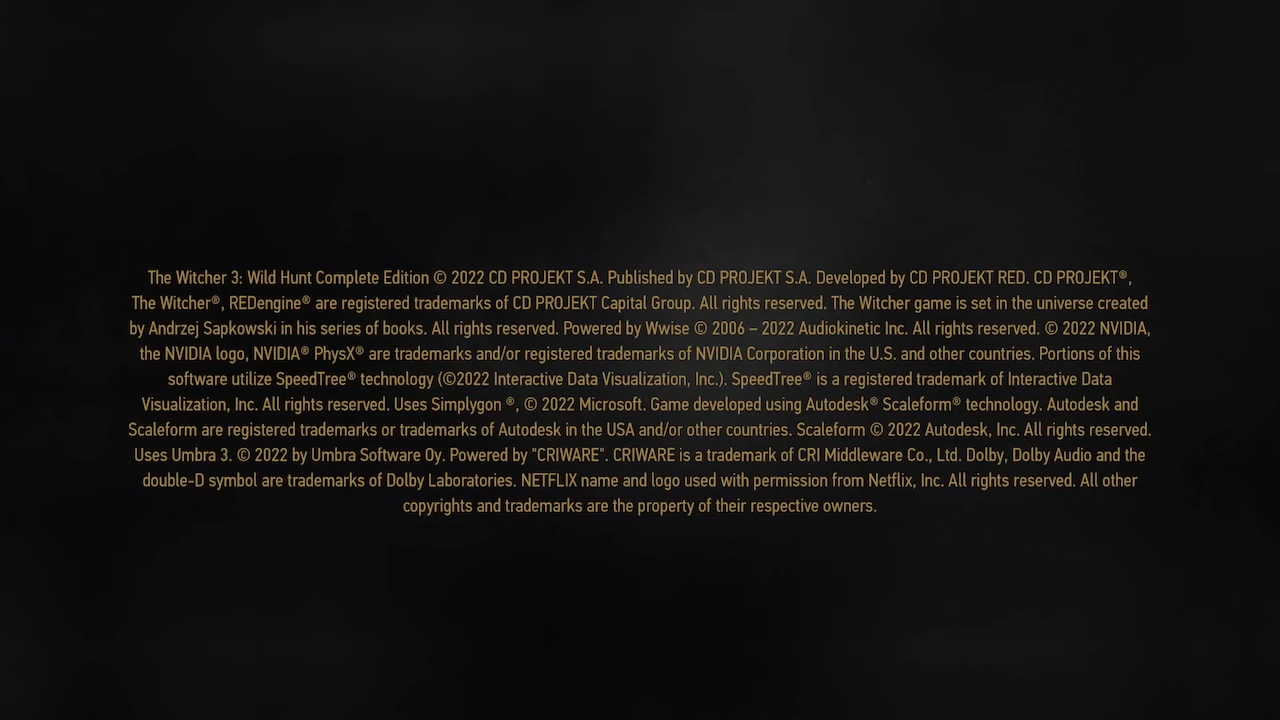 The Witcher 3: Wild Hunt Complete Edition © 2022 CD PROJEKT S.A. Published by CD PROJEKT S.A. Developed by CD PROJEKT RED. CD PROJEKT®,
The Witcher®, REDengine® are registered trademarks of CD PROJEKT Capital Group. All rights reserved. The Witcher game is set in the universe created
by Andrzej Sapkowski in his series of books. All rights reserved. Powered by Wwise © 2006 – 2022 Audiokinetic Inc. All rights reserved. © 2022 NVIDIA,
the NVIDIA logo, NVIDIA® PhysX® are trademarks and/or registered trademarks of NVIDIA Corporation in the U.S. and other countries. Portions of this
software utilize SpeedTree® technology (©2022 Interactive Data Visualization, Inc.). SpeedTree® is a registered trademark of Interactive Data
Visualization, Inc. All rights reserved. Uses Simplygon ®, © 2022 Microsoft. Game developed using Autodesk® Scaleform® technology. Autodesk and
Scaleform are registered trademarks or trademarks of Autodesk in the USA and/or other countries. Scaleform © 2022 Autodesk, Inc. All rights reserved.
Uses Umbra 3. © 2022 by Umbra Software Oy. Powered by "CRIWARE". CRIWARE is a trademark of CRI Middleware Co., Ltd. Dolby, Dolby Audio and the
double-D symbol are trademarks of Dolby Laboratories. NETFLIX name and logo used with permission from Netflix, Inc. All rights reserved. All other
copyrights and trademarks are the property of their respective owners.